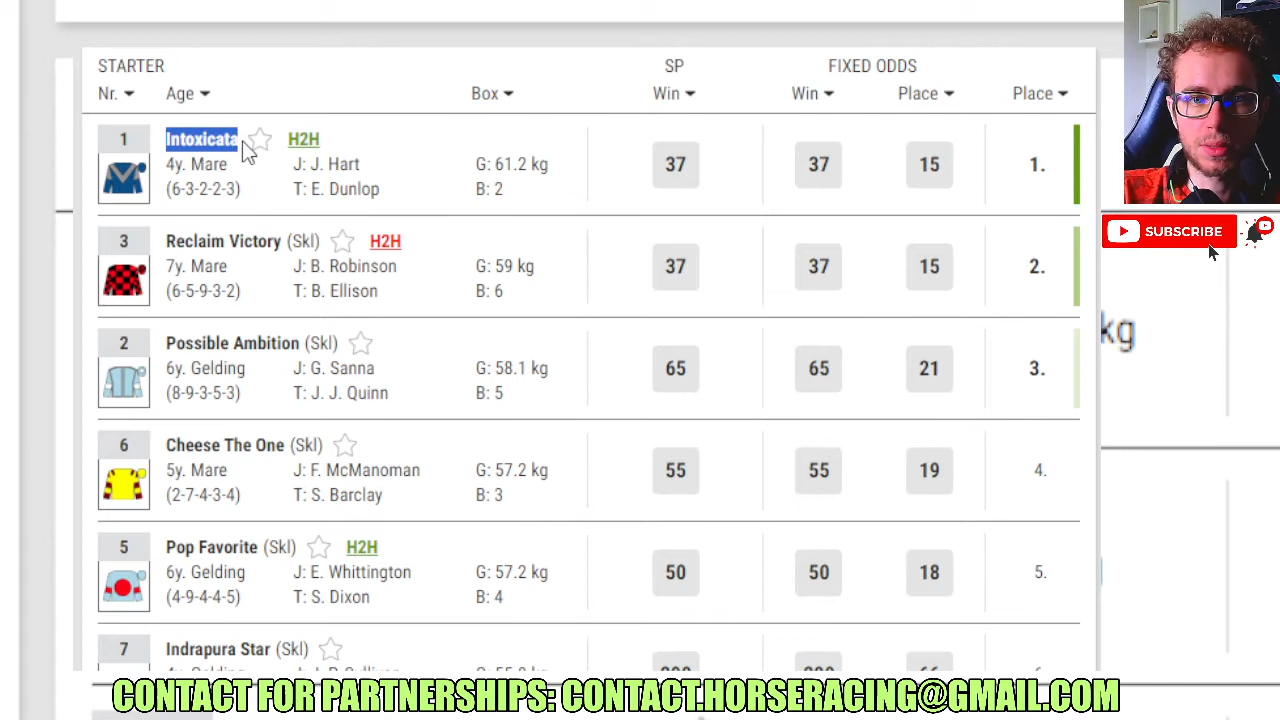 STARTER SP FIXED ODDS
Nr. Age Box Win Win Place Place
1 Intoxicata H2H
4y. Mare J: J. Hart G: 61.2 kg 37 37 15 1.
(6-3-2-2-3) T: E. Dunlop B: 2
SUBSCRIBE
3 Reclaim Victory (Skl) H2H
7y. Mare J: B. Robinson G: 59 kg 37 37 15 2.
(6-5-9-3-2) T: B. Ellison B: 6
kg
2 Possible Ambition (Skl)
6y. Gelding J: G. Sanna G: 58.1 kg 65 65 21 3.
(8-9-3-5-3) T: J. J. Quinn B: 5
6 Cheese The One (Skl)
5y. Mare J: F. McManoman G: 57.2 kg 55 55 19 4.
(2-7-4-3-4) T: S. Barclay B: 3
5 Pop Favorite (Skl) H2H
6y. Gelding J: E. Whittington G: 57.2 kg 50 50 18 5.
(4-9-4-4-5) T: S. Dixon B: 4
7 Indrapura Star (Skl)
CONTACT FOR PARTNERSHIPS: CONTACT.HORSERACING@GMAIL.COM